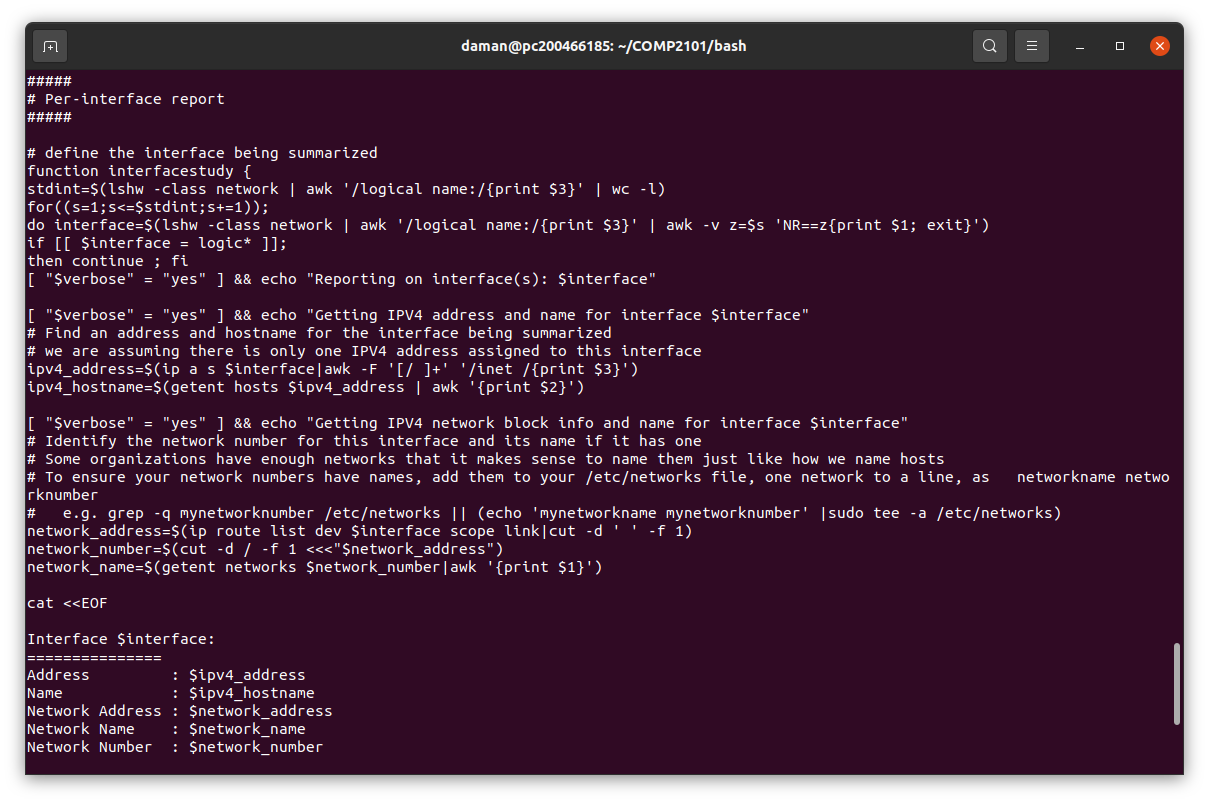 daman@pc200466185: ~/COMP2101/bash
#####
# Per-interface report
#####
# define the interface being summarized
function interfacestudy {
stdint=$(lshw -class network | awk '/logical name:/{print $3}' | wc -l)
for((s=1;s<=$stdint;s+=1));
do interface=$(lshw -class network | awk '/logical name:/{print $3}' | awk -v z=$s 'NR==z{print $1; exit}')
if [[ $interface = logic* ]];
then continue ; fi
[ "$verbose" = "yes" ] && echo "Reporting on interface(s): $interface"
[ "$verbose" = "yes" ] && echo "Getting IPV4 address and name for interface $interface"
# Find an address and hostname for the interface being summarized
# we are assuming there is only one IPV4 address assigned to this interface
ipv4_address=$(ip a s $interface|awk -F '[/ ]+' '/inet /{print $3}')
ipv4_hostname=$(getent hosts $ipv4_address | awk '{print $2}')
[ "$verbose" = "yes" ] && echo "Getting IPV4 network block info and name for interface $interface"
# Identify the network number for this interface and its name if it has one
# Some organizations have enough networks that it makes sense to name them just like how we name hosts
# To ensure your network numbers have names, add them to your /etc/networks file, one network to a line, as   networkname netwo
rknumber
#   e.g. grep -q mynetworknumber /etc/networks || (echo 'mynetworkname mynetworknumber' |sudo tee -a /etc/networks)
network_address=$(ip route list dev $interface scope link|cut -d ' ' -f 1)
network_number=$(cut -d / -f 1 <<<"$network_address")
network_name=$(getent networks $network_number|awk '{print $1}')
cat <<EOF
Interface $interface:
===============
Address         : $ipv4_address
Name            : $ipv4_hostname
Network Address : $network_address
Network Name    : $network_name
Network Number  : $network_number